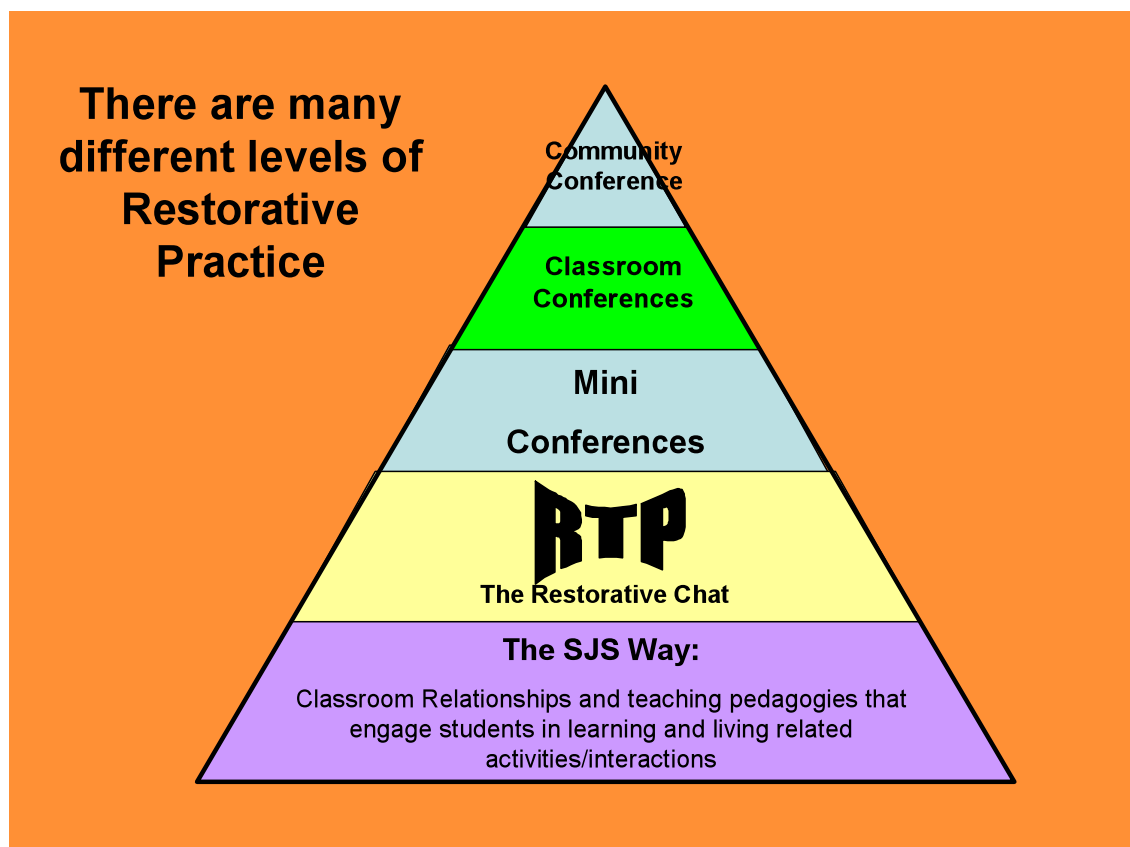 There are many
different levels of
Restorative
Practice
Community
Conference
Classroom
Conferences
Mini
Conferences
RTP
The Restorative Chat
The SJS Way:
Classroom Relationships and teaching pedagogies that
engage students in learning and living related
activities/interactions